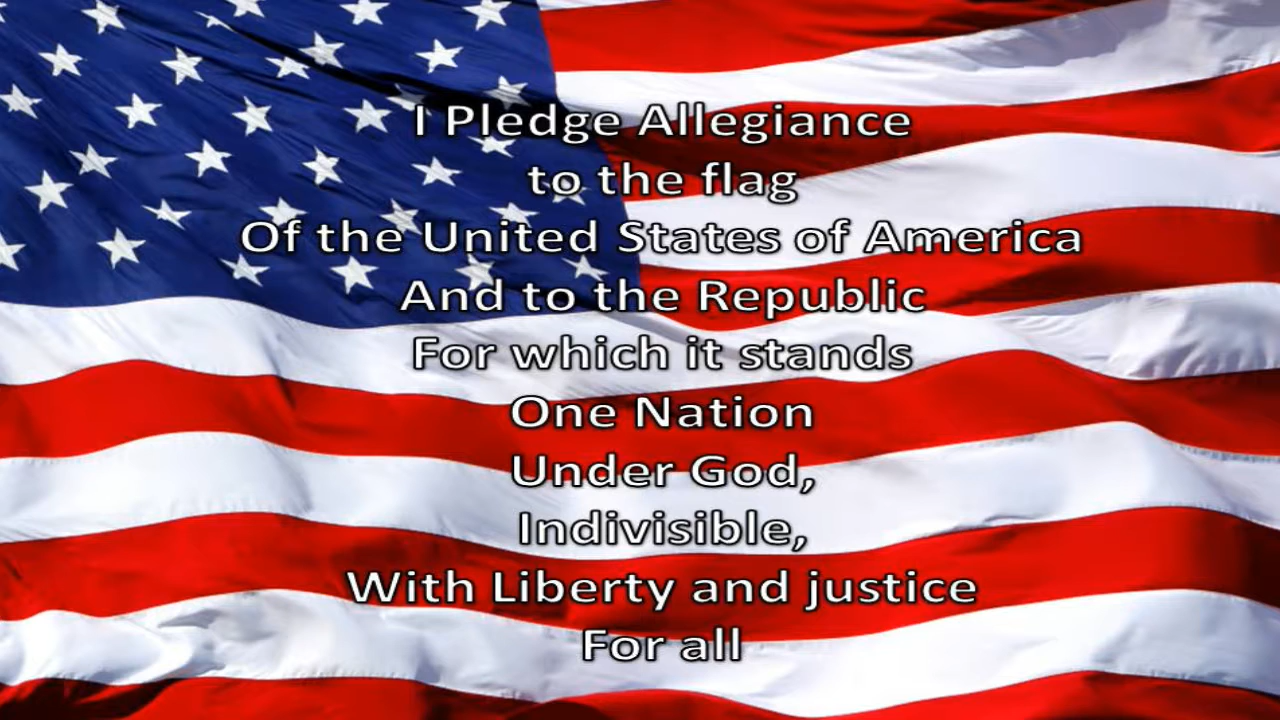 I Pledge Allegiance
to the flag
Of the United States of America
And to the Republic
For which it stands
One Nation
Under God,
Indivisible,
With Liberty and justice
For all